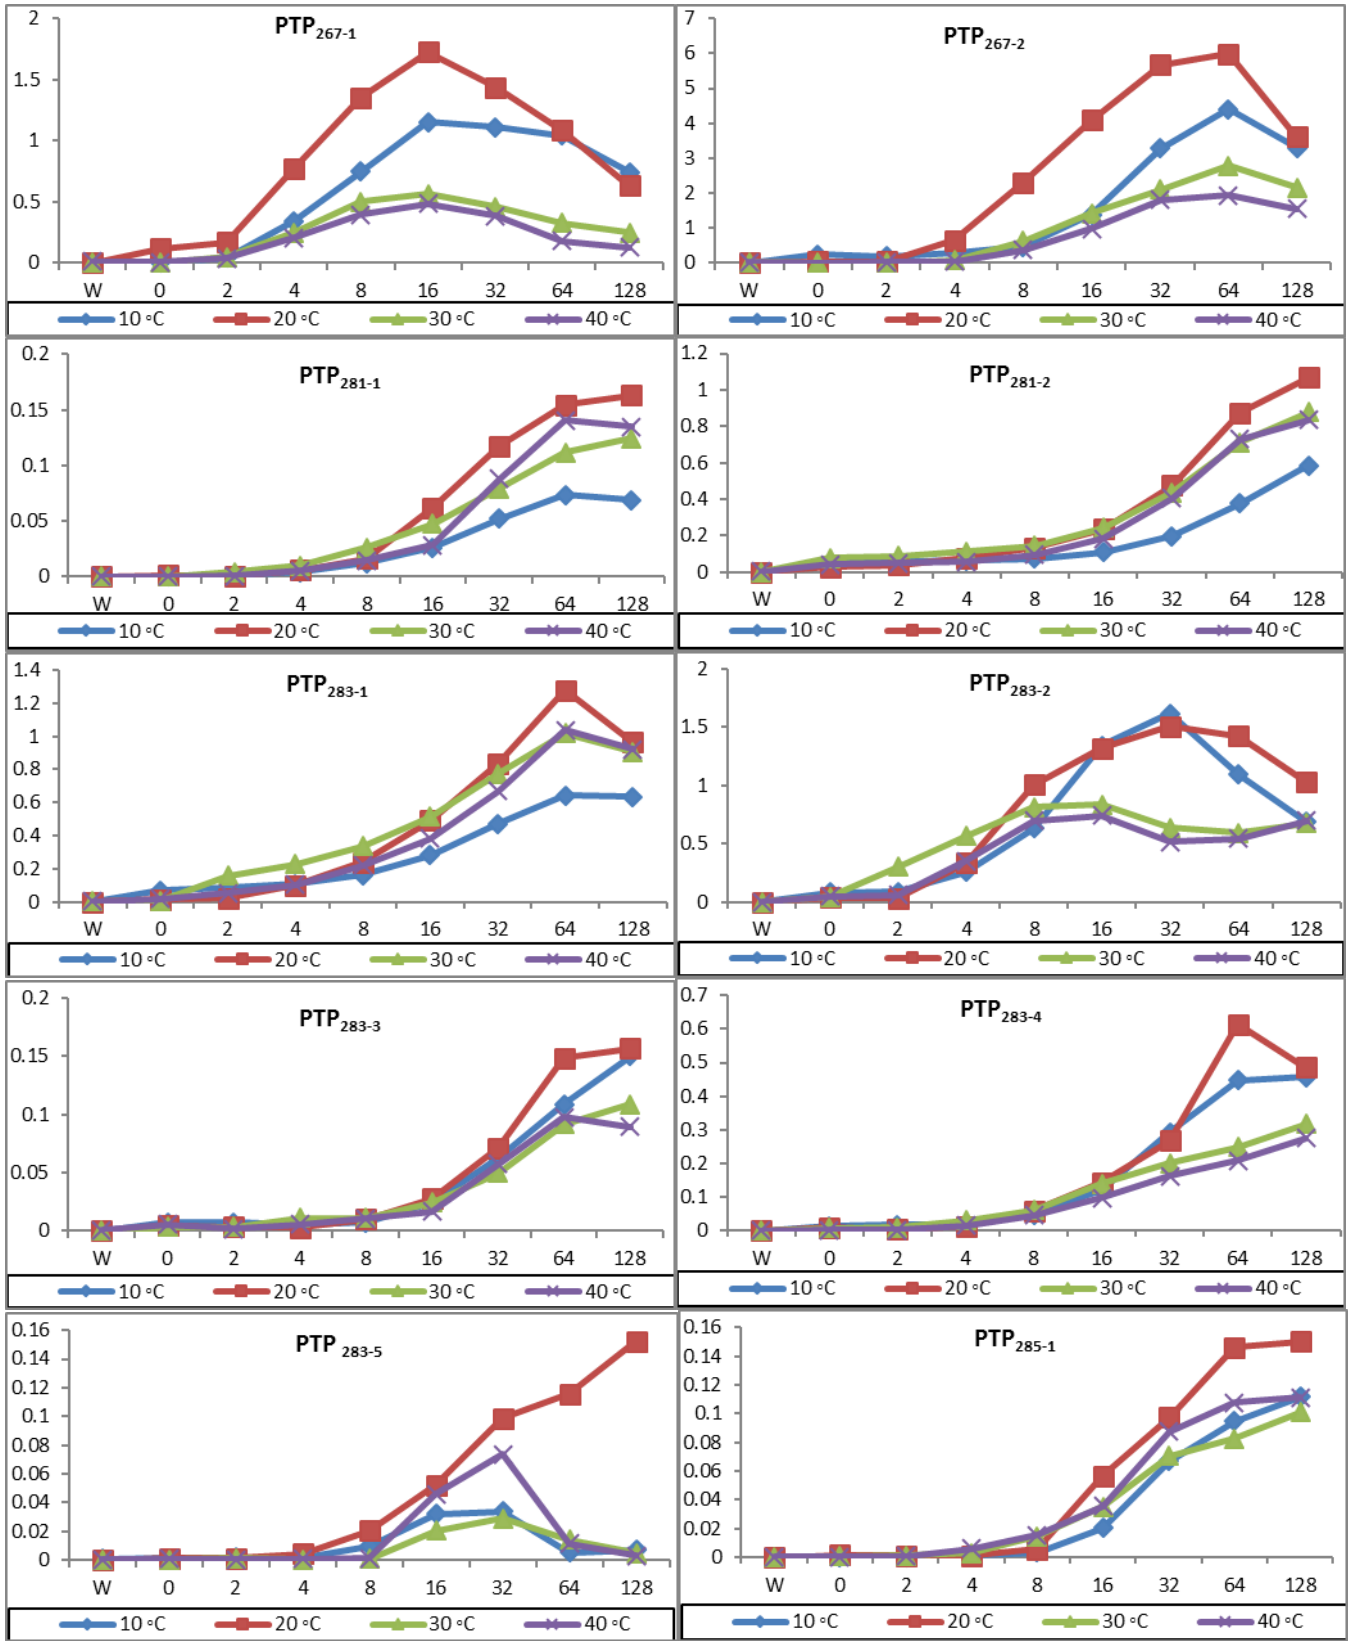 PTP267-1
2
1.5
1
0.5
0
W 0 2 4 8 16 32 64 128
10 °C 20 °C 30 °C 40 °C
PTP267-2
7
6
5
4
3
2
1
0
W 0 2 4 8 16 32 64 128
10 °C 20 °C 30 °C 40 °C
PTP281-1
0.2
0.15
0.1
0.05
0
W 0 2 4 8 16 32 64 128
10 °C 20 °C 30 °C 40 °C
PTP281-2
1.2
1
0.8
0.6
0.4
0.2
0
W 0 2 4 8 16 32 64 128
10 °C 20 °C 30 °C 40 °C
PTP283-1
1.4
1.2
1
0.8
0.6
0.4
0.2
0
W 0 2 4 8 16 32 64 128
10 °C 20 °C 30 °C 40 °C
PTP283-2
2
1.5
1
0.5
0
W 0 2 4 8 16 32 64 128
10 °C 20 °C 30 °C 40 °C
PTP283-3
0.2
0.15
0.1
0.05
0
W 0 2 4 8 16 32 64 128
10 °C 20 °C 30 °C 40 °C
PTP283-4
0.7
0.6
0.5
0.4
0.3
0.2
0.1
0
W 0 2 4 8 16 32 64 128
10 °C 20 °C 30 °C 40 °C
PTP 283-5
0.16
0.14
0.12
0.1
0.08
0.06
0.04
0.02
0
W 0 2 4 8 16 32 64 128
10 °C 20 °C 30 °C 40 °C
PTP285-1
0.16
0.14
0.12
0.1
0.08
0.06
0.04
0.02
0
W 0 2 4 8 16 32 64 128
10 °C 20 °C 30 °C 40 °C